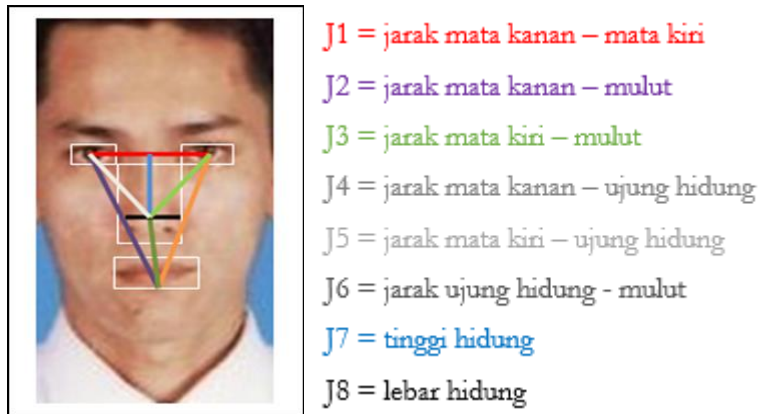 J1 = jarak mata kanan – mata kiri
J2 = jarak mata kanan – mulut
J3 = jarak mata kiri – mulut
J4 = jarak mata kanan – ujung hidung
J5 = jarak mata kiri – ujung hidung
J6 = jarak ujung hidung - mulut
J7 = tinggi hidung
J8 = lebar hidung